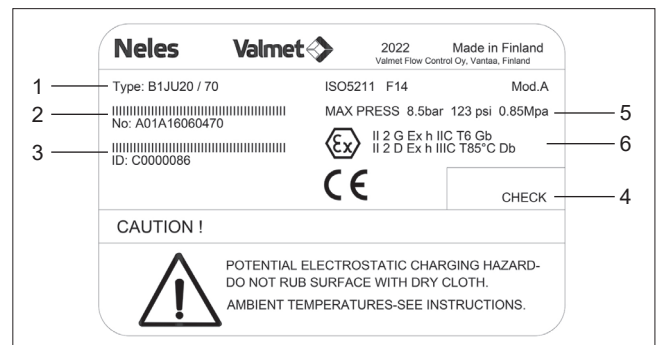 Neles Valmet 2022 Made in Finland
Valmet Flow Control Oy, Vantaa, Finland
1 Type: B1JU20 / 70 ISO5211 F14 Mod.A
2 No: A01A16060470 MAX PRESS 8.5bar 123 psi 0.85Mpa 5
3 ID: C0000086 Ex II 2 G Ex h IIC T6 Gb
II 2 D Ex h IIIC T85°C Db 6
CE
CHECK 4
CAUTION !
POTENTIAL ELECTROSTATIC CHARGING HAZARD-
DO NOT RUB SURFACE WITH DRY CLOTH.
AMBIENT TEMPERATURES-SEE INSTRUCTIONS.